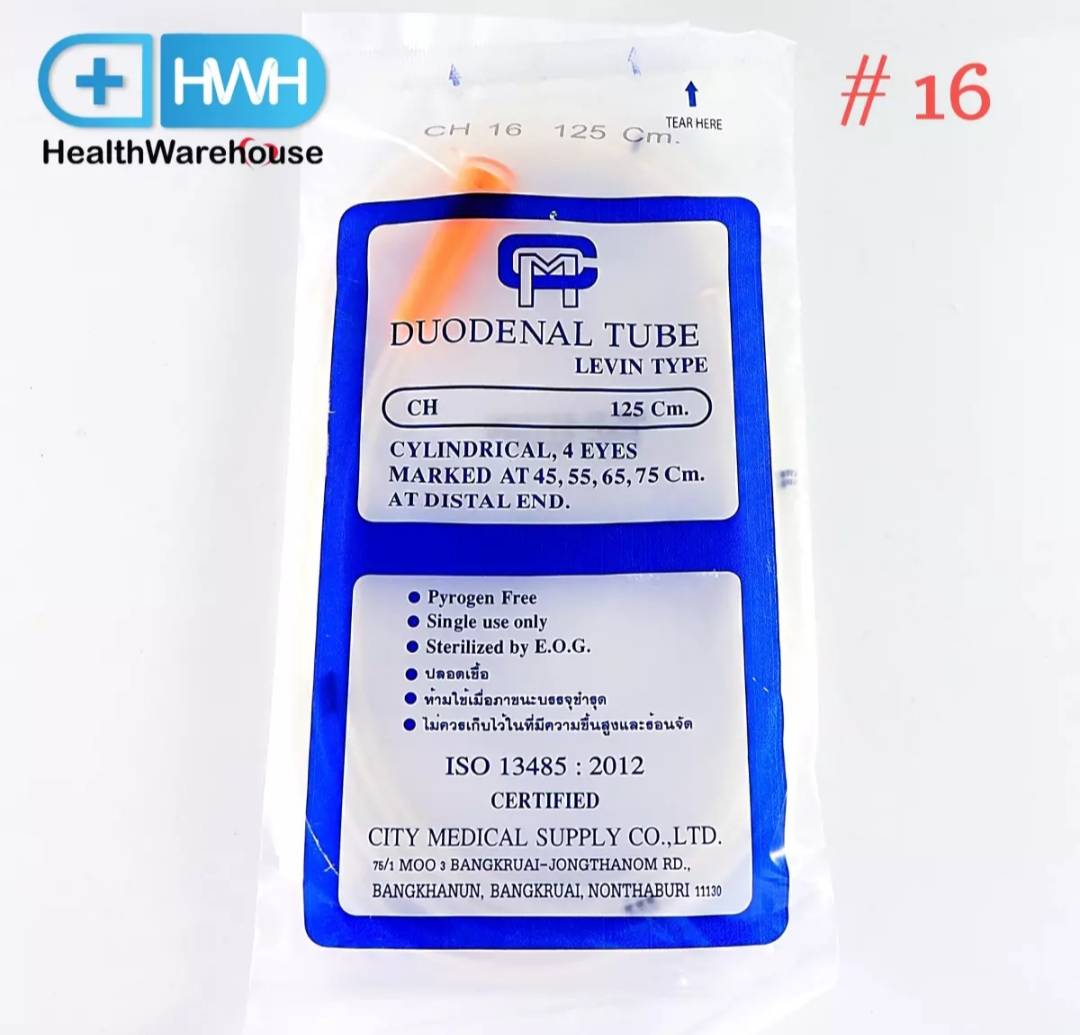 HWH
HealthWarehouse
# 16
TEAR HERE
CH 16 125 Cm.
CM
DUODENAL TUBE
LEVIN TYPE
CH 125 Cm.
CYLINDRICAL, 4 EYES
MARKED AT 45, 55, 65, 75 Cm.
AT DISTAL END.
● Pyrogen Free
● Single use only
● Sterilized by E.O.G.
● ปลอดเชื้อ
● ห้ามใช้เมื่อภาชนะบรรจุชำรุด
● ไม่ควรเก็บไว้ในที่มีความชื้นสูงและร้อนจัด
ISO 13485 : 2012
CERTIFIED
CITY MEDICAL SUPPLY CO.,LTD.
75/1 MOO 3 BANGKRUAI-JONGTHANOM RD.,
BANGKHANUN, BANGKRUAI, NONTHABURI 11130